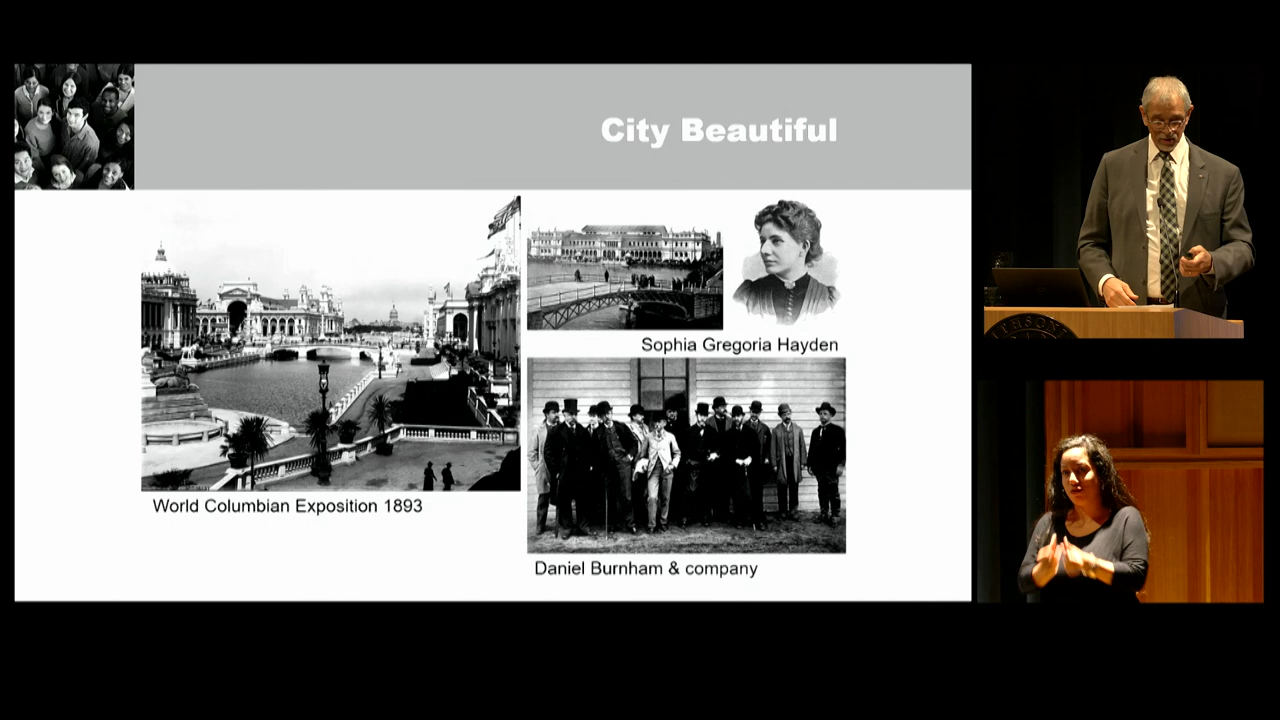 City Beautiful
Sophia Gregoria Hayden
World Columbian Exposition 1893
Daniel Burnham & company